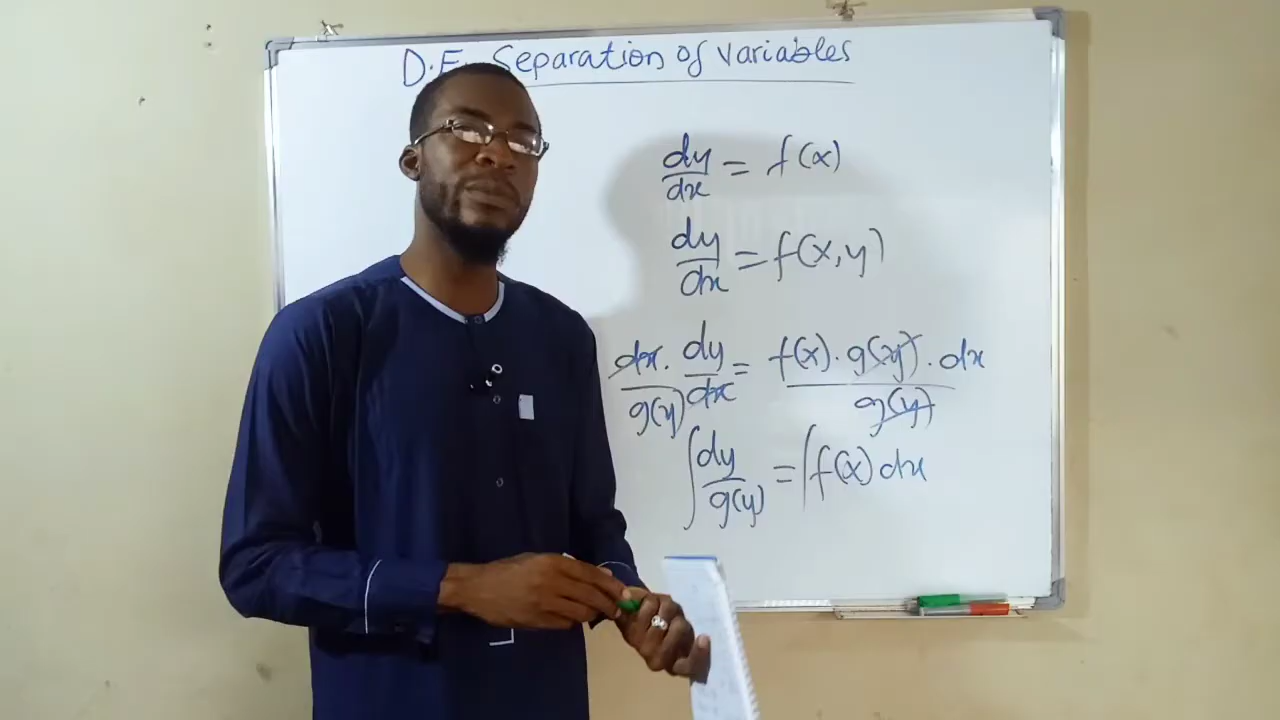 D.E. Separation of variables
dy/dx = f(x)
dy/dx = f(x,y)
dx/g(y) · dy/dx = f(x) · g(y) · dx / g(y)
∫ dy/g(y) = ∫ f(x) dx